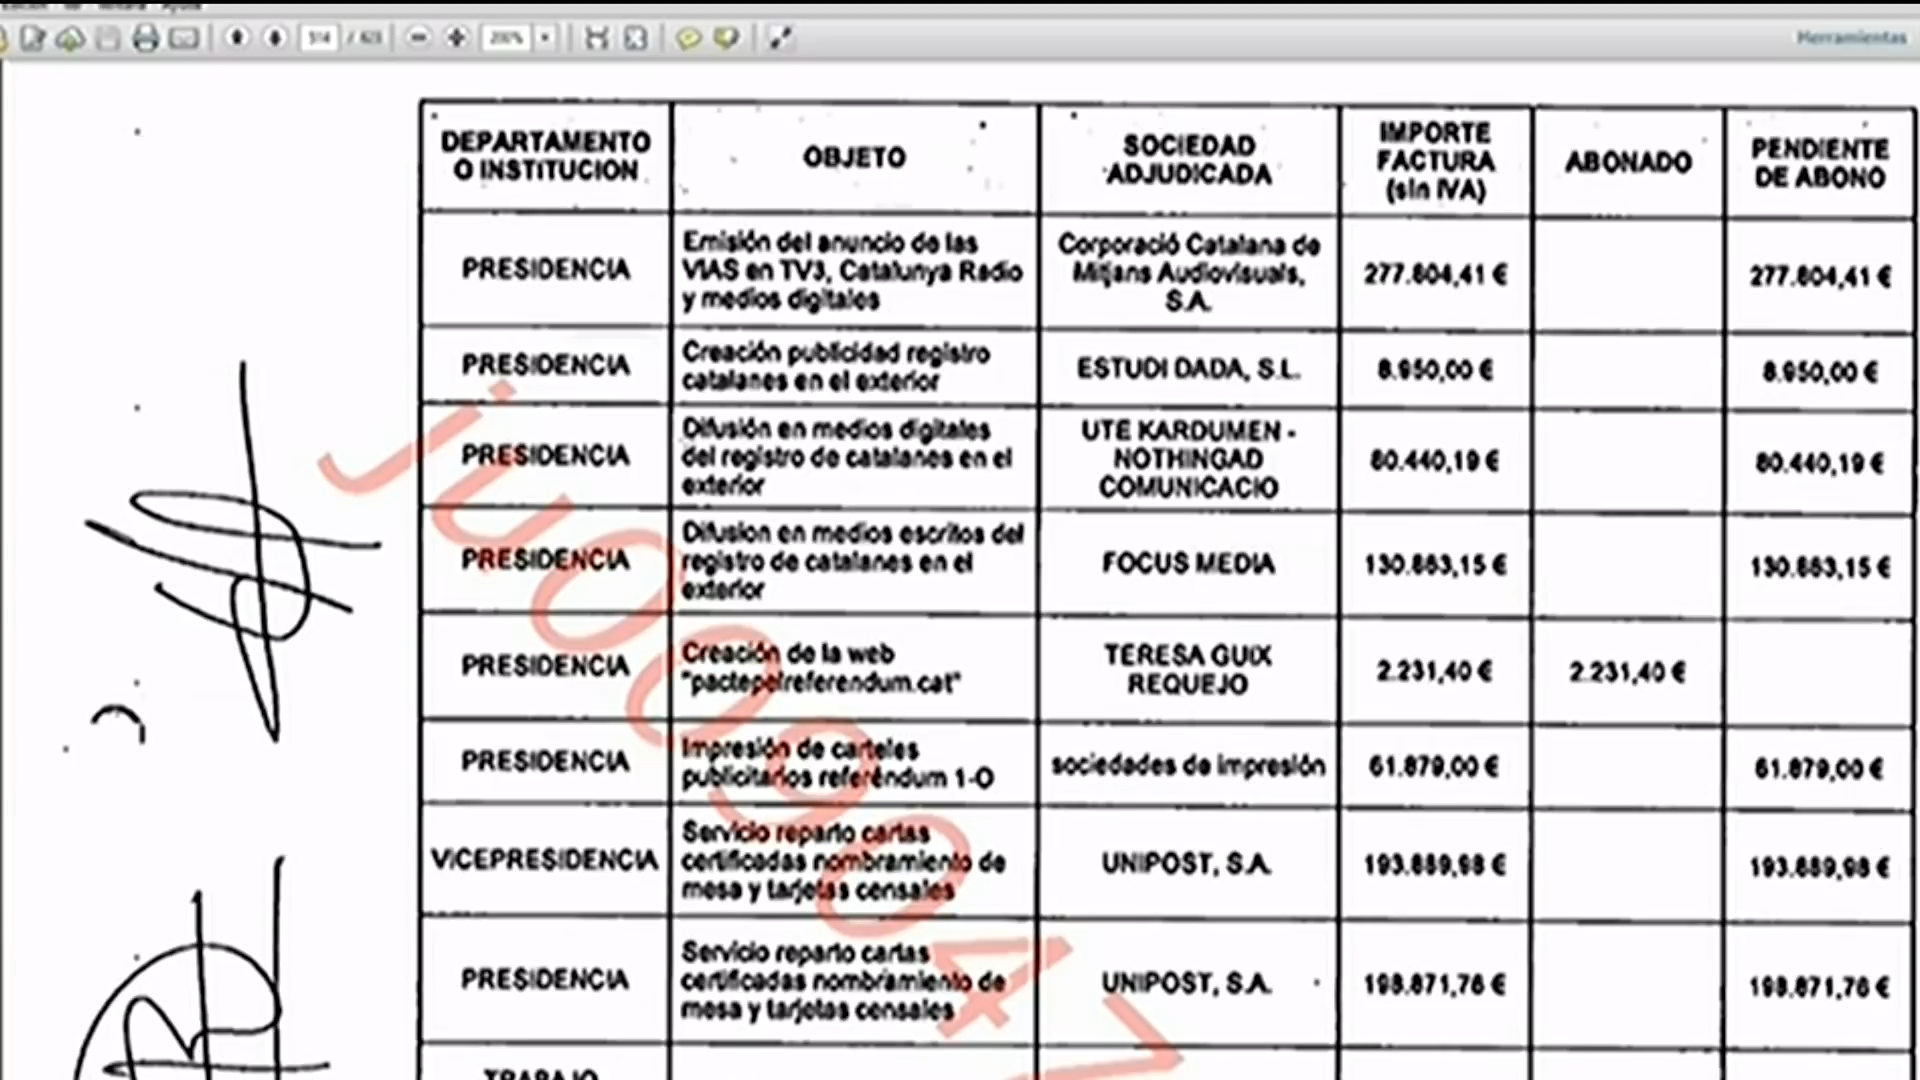 Herramientas
DEPARTAMENTO
O INSTITUCION
OBJETO
SOCIEDAD
ADJUDICADA
IMPORTE
FACTURA
(sin IVA)
ABONADO
PENDIENTE
DE ABONO
PRESIDENCIA
Emisión del anuncio de las
VIAS en TV3, Catalunya Radio
y medios digitales
Corporació Catalana de
Mitjans Audiovisuals,
S.A.
277.804,41 €
277.804,41 €
PRESIDENCIA
Creación publicidad registro
catalanes en el exterior
ESTUDI DADA, S.L.
8.950,00 €
8.950,00 €
PRESIDENCIA
Difusión en medios digitales
del registro de catalanes en el
exterior
UTE KARDUMEN -
NOTHINGAD
COMUNICACIO
80.440,19 €
80.440,19 €
PRESIDENCIA
Difusion en medios escritos del
registro de catalanes en el
exterior
FOCUS MEDIA
130.863,15 €
130.863,15 €
PRESIDENCIA
Creación de la web
"pactepelreferendum.cat"
TERESA GUIX
REQUEJO
2.231,40 €
2.231,40 €
PRESIDENCIA
Impresión de carteles
publicitarios referéndum 1-O
sociedades de impresión
61.879,00 €
61.879,00 €
VICEPRESIDENCIA
Servicio reparto cartas
certificadas nombramiento de
mesa y tarjetas censales
UNIPOST, S.A.
193.889,98 €
193.889,98 €
PRESIDENCIA
Servicio reparto cartas
certificadas nombramiento de
mesa y tarjetas censales
UNIPOST, S.A.
198.871,76 €
198.871,76 €
TRABAJO